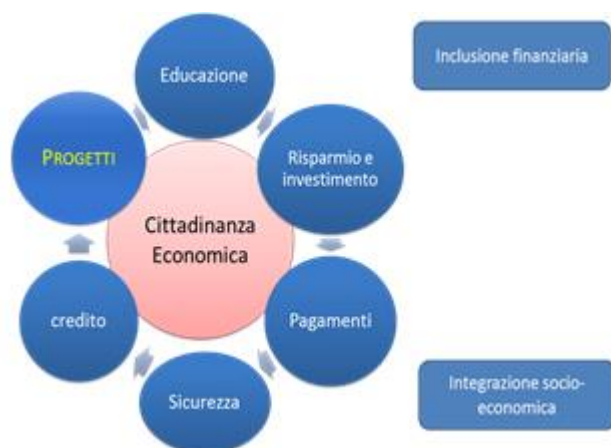 Educazione
Inclusione finanziaria
PROGETTI
Risparmio e
investimento
Cittadinanza
Economica
credito
Pagamenti
Sicurezza
Integrazione socio-
economica